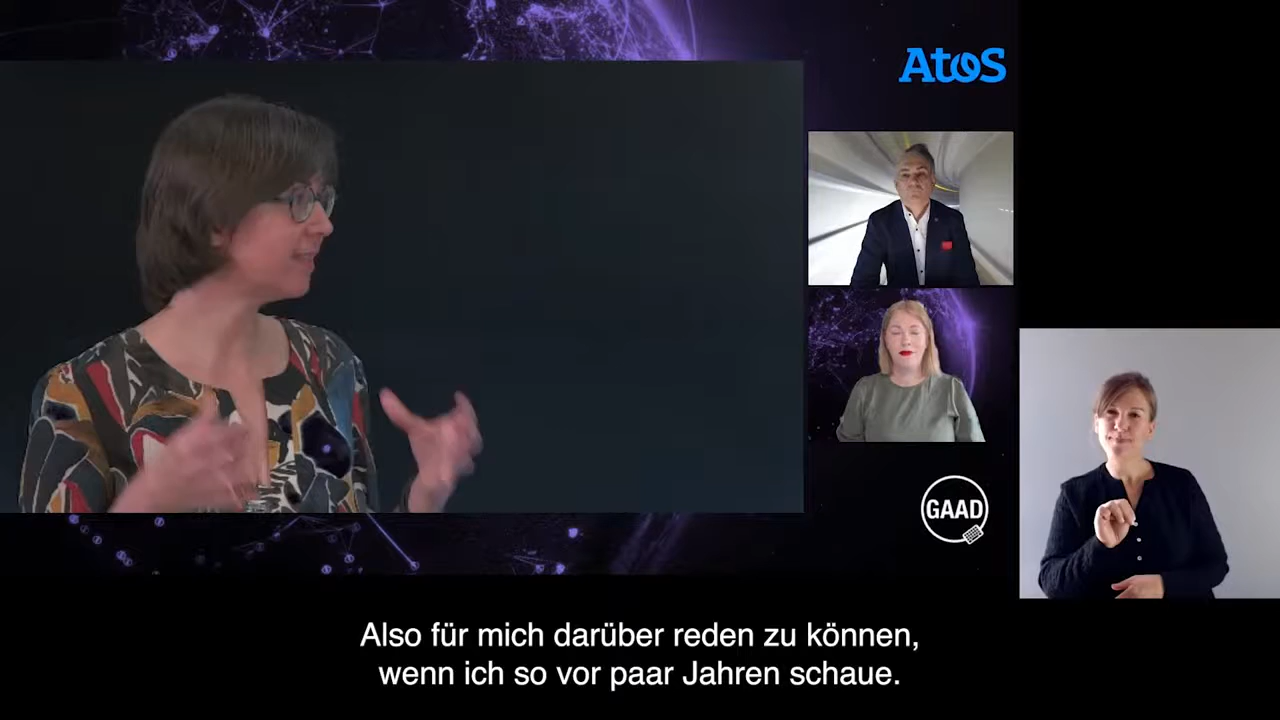 Atos
GAAD
Also für mich darüber reden zu können,
wenn ich so vor paar Jahren schaue.